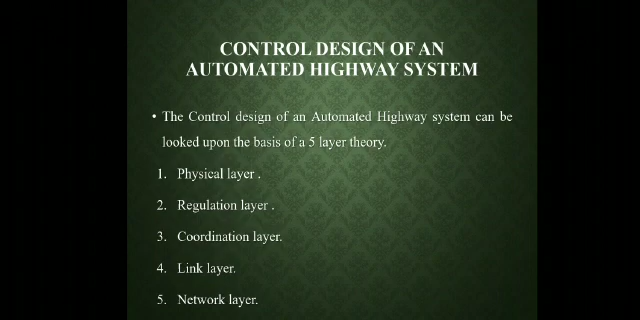 CONTROL DESIGN OF AN
AUTOMATED HIGHWAY SYSTEM
• The Control design of an Automated Highway system can be
looked upon the basis of a 5 layer theory.
1. Physical layer .
2. Regulation layer .
3. Coordination layer.
4. Link layer.
5. Network layer.